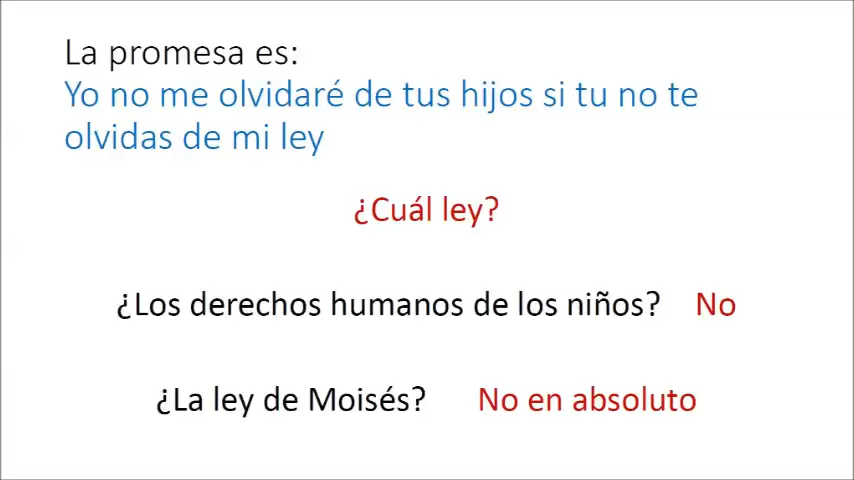 La promesa es:
Yo no me olvidaré de tus hijos si tu no te
olvidas de mi ley
¿Cuál ley?
¿Los derechos humanos de los niños? No
¿La ley de Moisés? No en absoluto